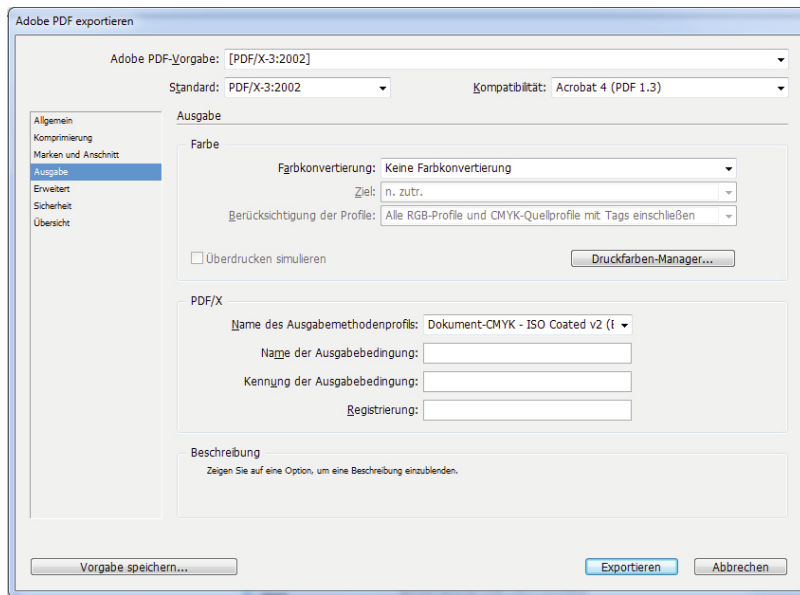 Adobe PDF exportieren
Adobe PDF-Vorgabe: [PDF/X-3:2002]
Standard: PDF/X-3:2002 Kompatibilität: Acrobat 4 (PDF 1.3)
Allgemein
Komprimierung
Marken und Anschnitt
Ausgabe
Erweitert
Sicherheit
Übersicht
Ausgabe
Farbe
Farbkonvertierung: Keine Farbkonvertierung
Ziel: n. zutr.
Berücksichtigung der Profile: Alle RGB-Profile und CMYK-Quellprofile mit Tags einschließen
Überdrucken simulieren Druckfarben-Manager...
PDF/X
Name des Ausgabemethodenprofils: Dokument-CMYK - ISO Coated v2 (E
Name der Ausgabebedingung:
Kennung der Ausgabebedingung:
Registrierung:
Beschreibung
Zeigen Sie auf eine Option, um eine Beschreibung einzublenden.
Vorgabe speichern... Exportieren Abbrechen